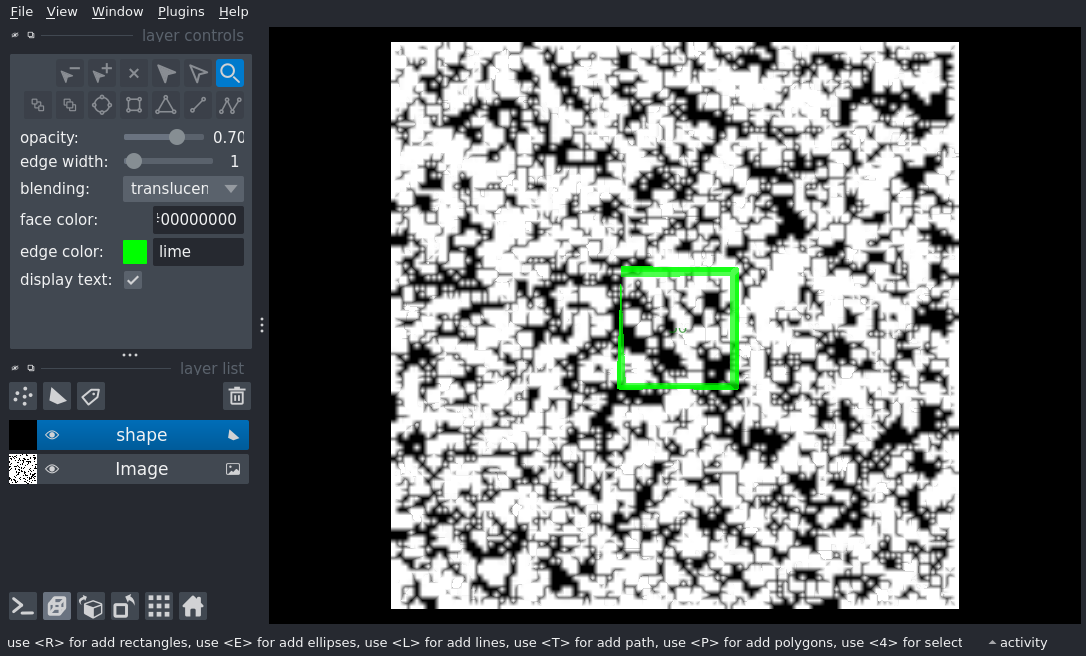 File View Window Plugins Help
layer controls
opacity: 0.70
edge width: 1
blending: translucen
face color: 00000000
edge color: lime
display text:
layer list
shape
Image
use <R> for add rectangles, use <E> for add ellipses, use <L> for add lines, use <T> for add path, use <P> for add polygons, use <4> for select activity